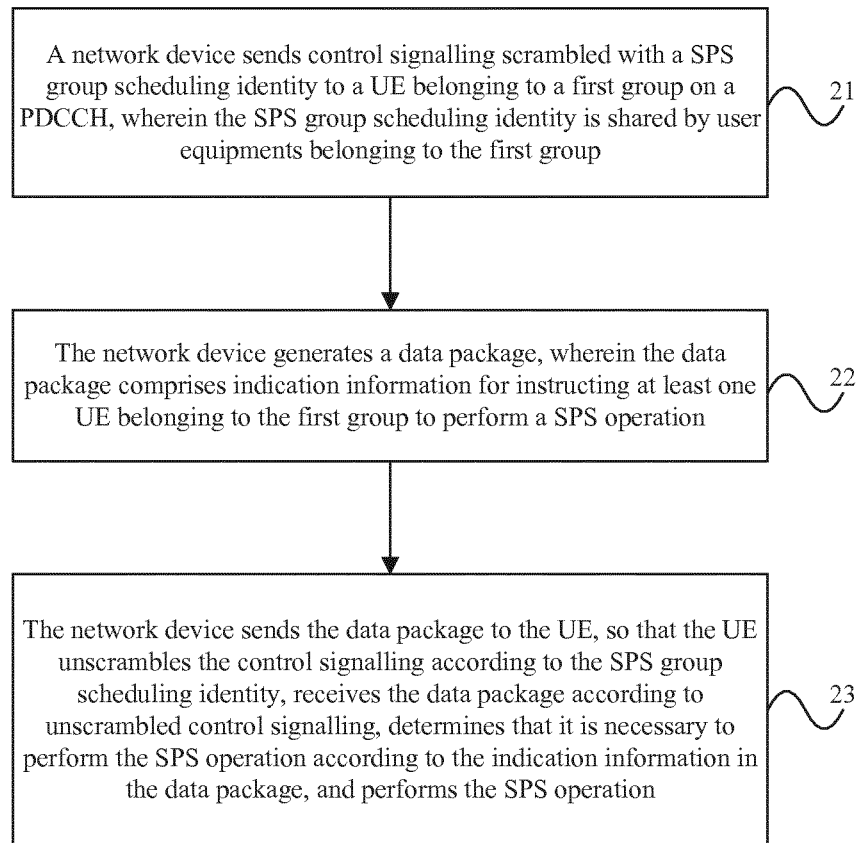 A network device sends control signalling scrambled with a SPS
group scheduling identity to a UE belonging to a first group on a
PDCCH, wherein the SPS group scheduling identity is shared by user
equipments belonging to the first group
21
The network device generates a data package, wherein the data
package comprises indication information for instructing at least one
UE belonging to the first group to perform a SPS operation
22
The network device sends the data package to the UE, so that the UE
unscrambles the control signalling according to the SPS group
scheduling identity, receives the data package according to
unscrambled control signalling, determines that it is necessary to
perform the SPS operation according to the indication information in
the data package, and performs the SPS operation
23